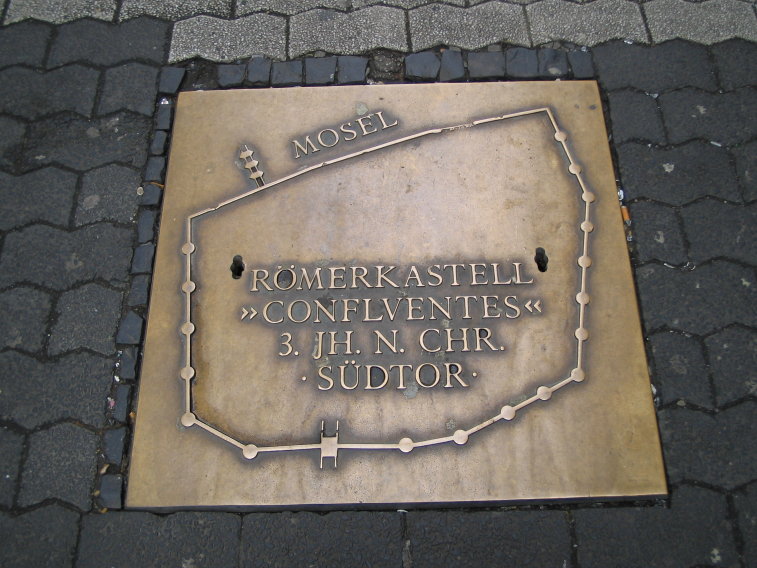 MOSEL
RÖMERKASTELL
»CONFLVENTES«
3. JH. N. CHR.
· SÜDTOR ·